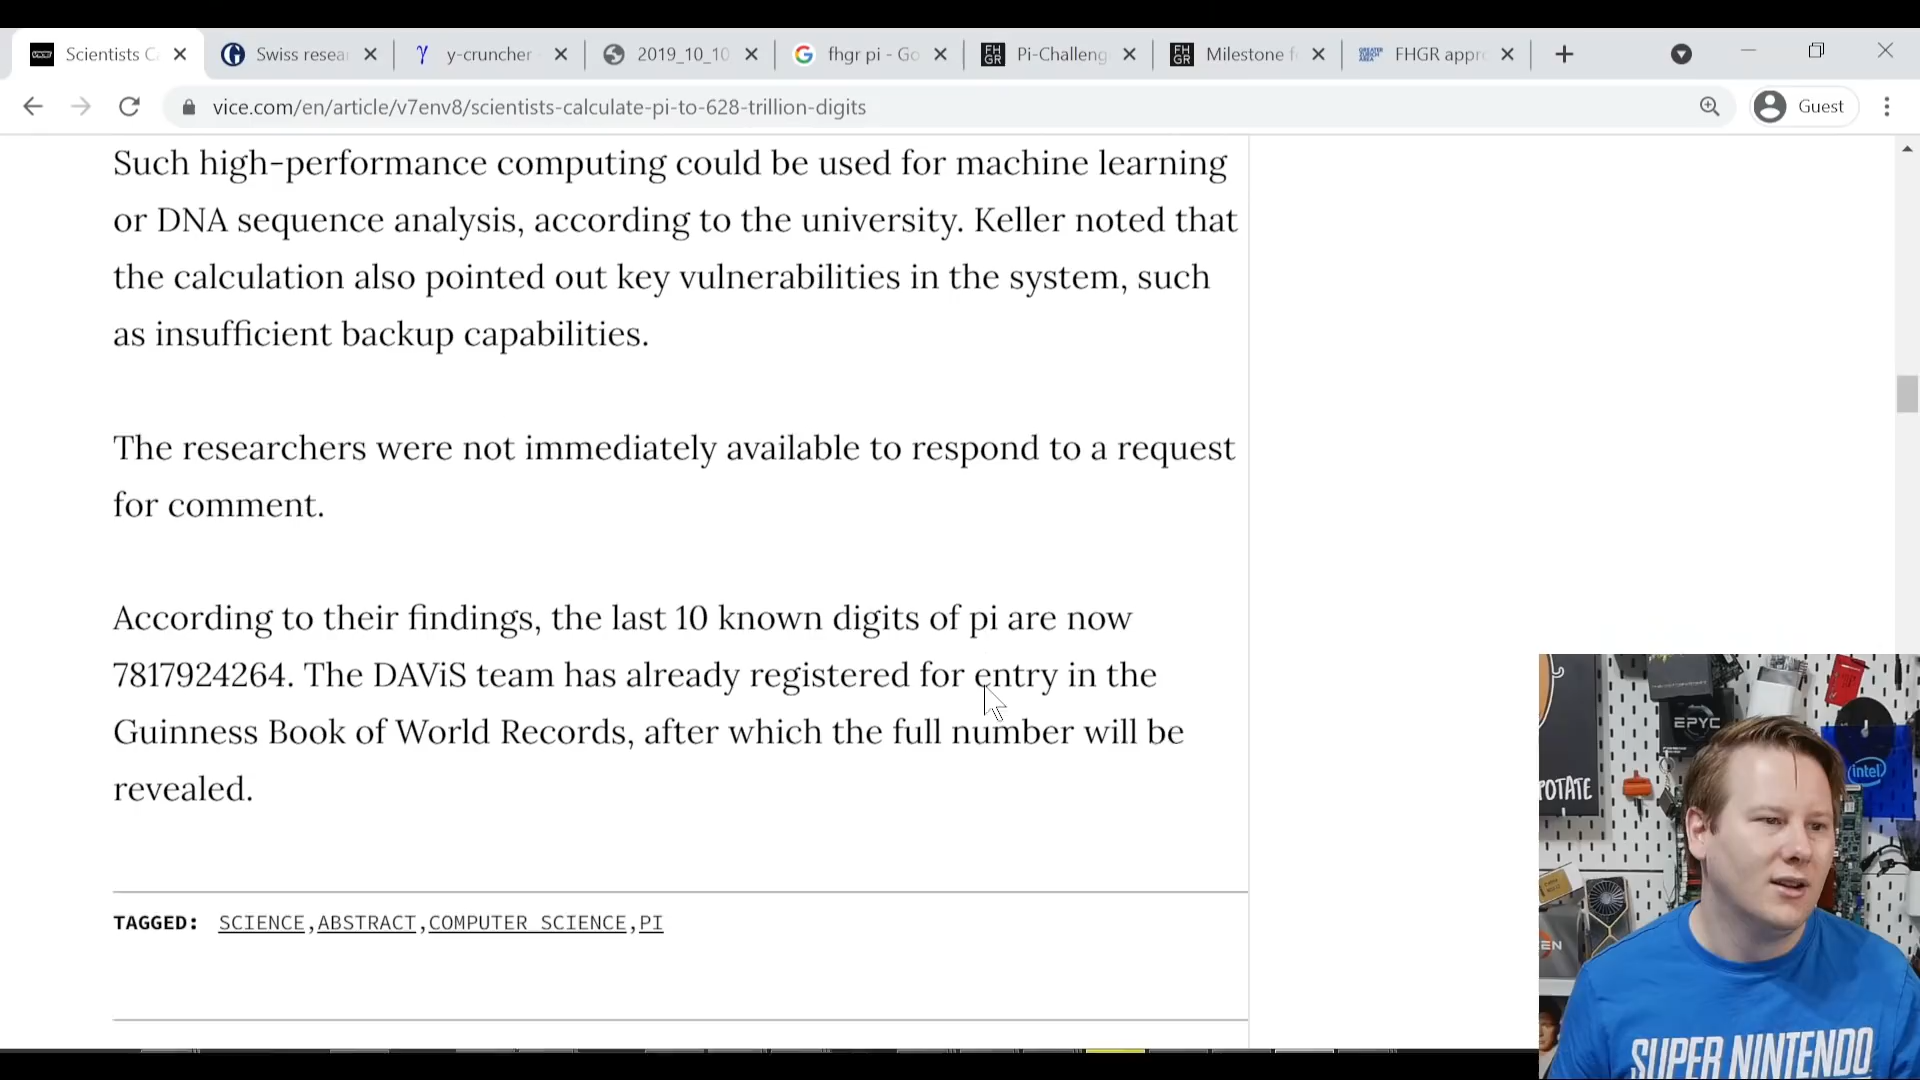 Scientists C
Swiss resea
y-cruncher
2019_10_10
fhgr pi - Go
Pi-Challeng
Milestone f
FHGR appr
vice.com/en/article/v7env8/scientists-calculate-pi-to-628-trillion-digits
Guest
Such high-performance computing could be used for machine learning
or DNA sequence analysis, according to the university. Keller noted that
the calculation also pointed out key vulnerabilities in the system, such
as insufficient backup capabilities.
The researchers were not immediately available to respond to a request
for comment.
According to their findings, the last 10 known digits of pi are now
7817924264. The DAViS team has already registered for entry in the
Guinness Book of World Records, after which the full number will be
revealed.
TAGGED: SCIENCE,ABSTRACT,COMPUTER SCIENCE,PI
EPYC
intel
POTATE
EN
SUPER NINTENDO